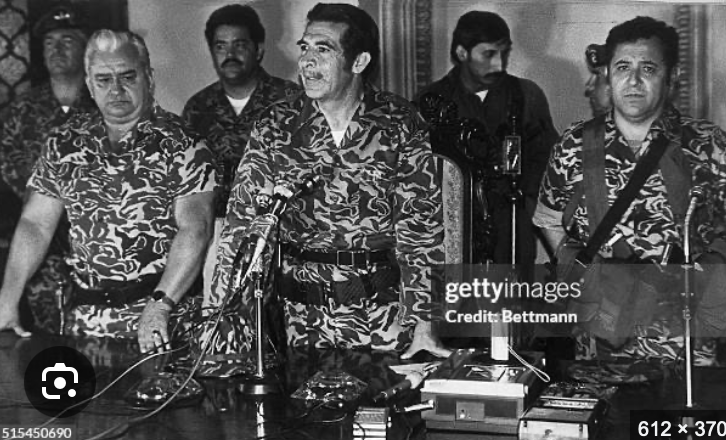 gettyimages®
Credit: Bettmann
515450690
612 × 370